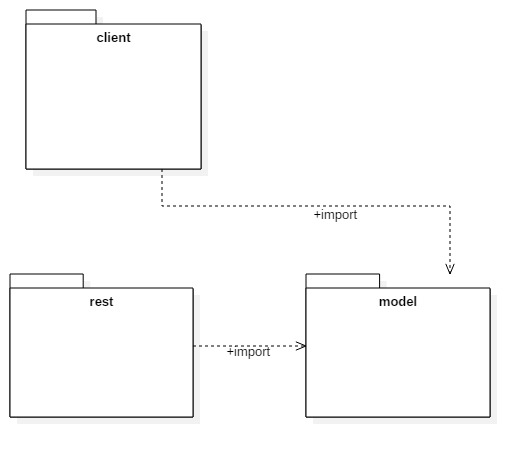 client
+import
rest
model
+import